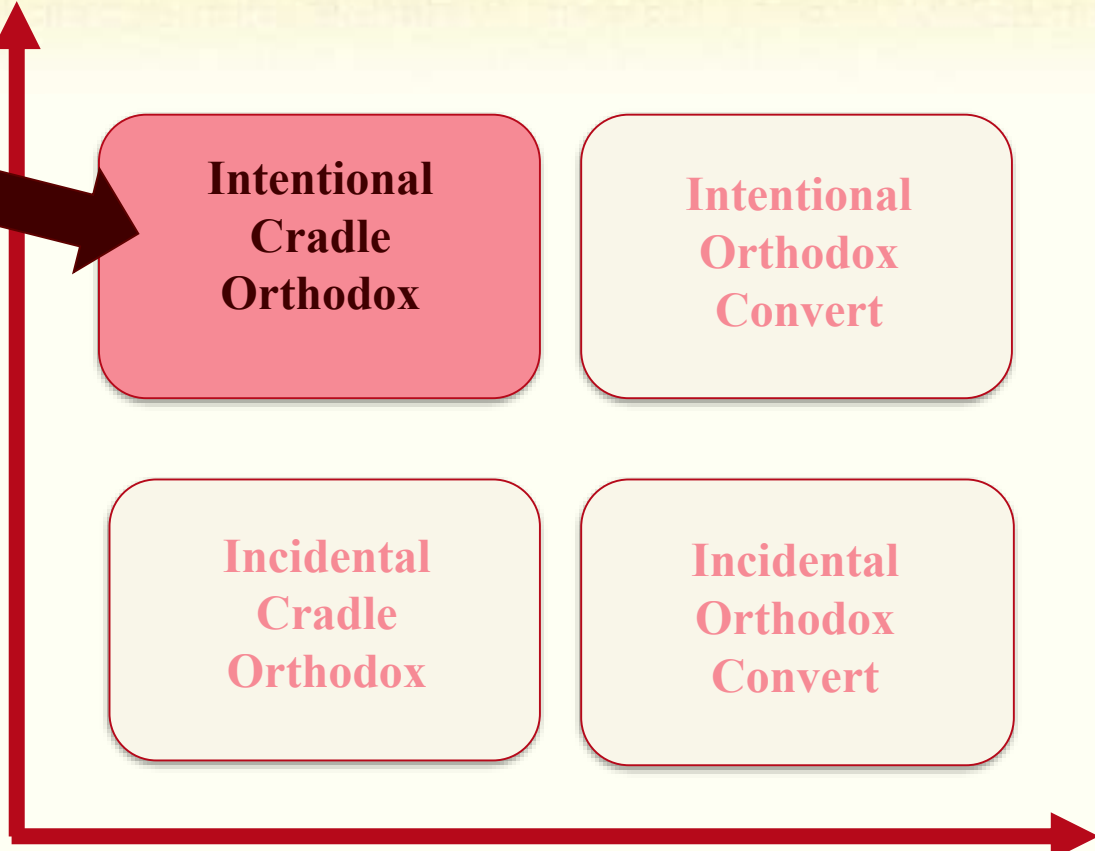 Intentional
Cradle
Orthodox
Intentional
Orthodox
Convert
Incidental
Cradle
Orthodox
Incidental
Orthodox
Convert